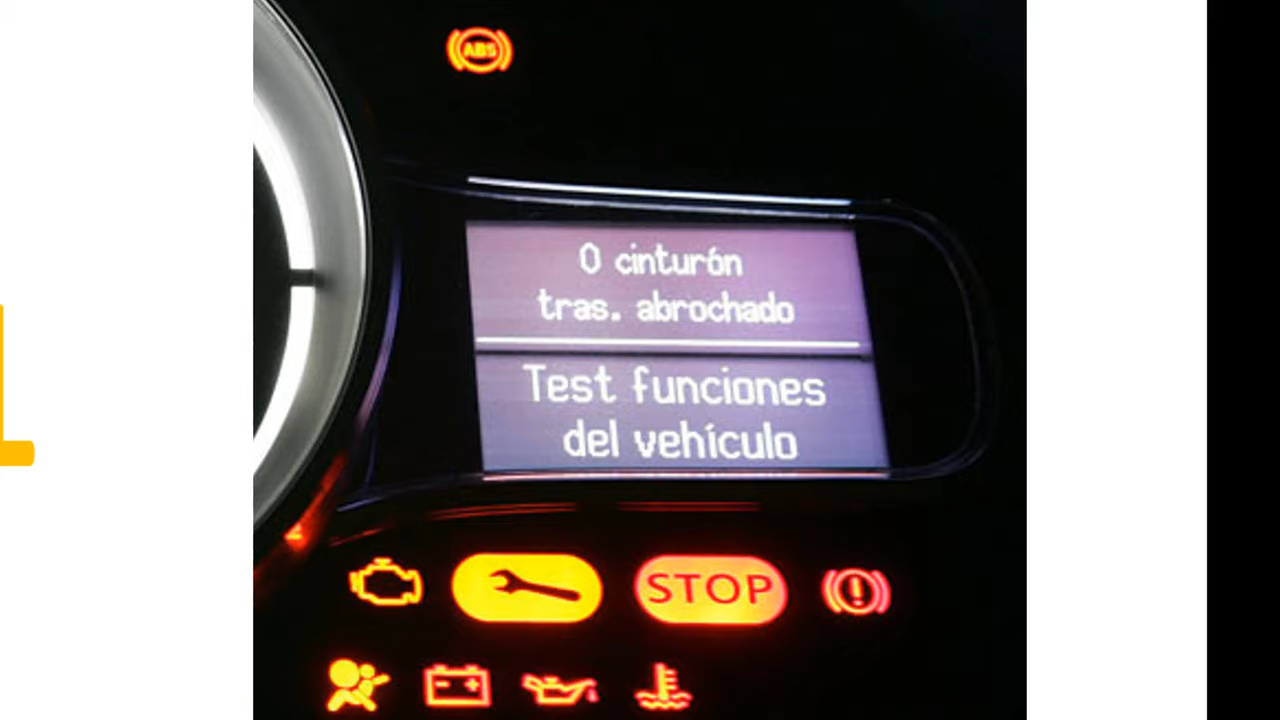 ABS
0 cinturón
tras. abrochado
Test funciones
del vehículo
STOP